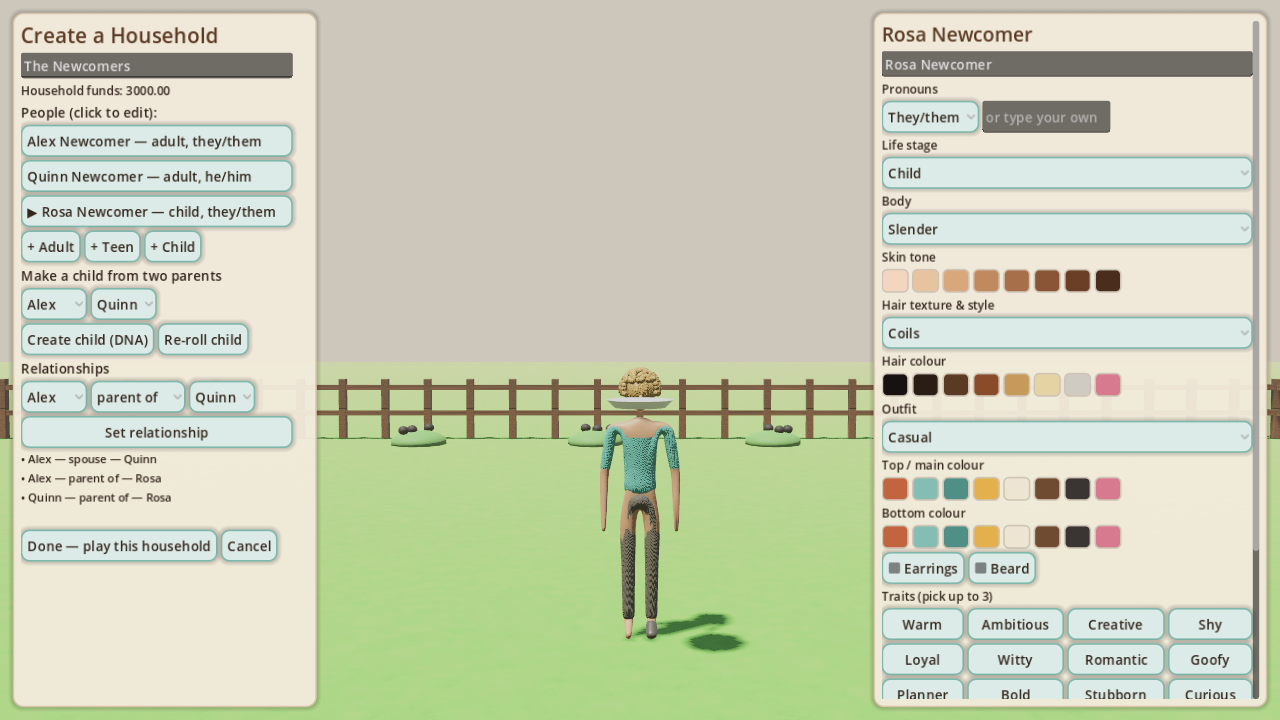 Create a Household
The Newcomers
Household funds: 3000.00
People (click to edit):
Alex Newcomer — adult, they/them
Quinn Newcomer — adult, he/him
▶ Rosa Newcomer — child, they/them
+ Adult + Teen + Child
Make a child from two parents
Alex Quinn
Create child (DNA) Re-roll child
Relationships
Alex parent of Quinn
Set relationship
• Alex — spouse — Quinn
• Alex — parent of — Rosa
• Quinn — parent of — Rosa
Done — play this household Cancel
Rosa Newcomer
Rosa Newcomer
Pronouns
They/them or type your own
Life stage
Child
Body
Slender
Skin tone
Hair texture & style
Coils
Hair colour
Outfit
Casual
Top / main colour
Bottom colour
Earrings Beard
Traits (pick up to 3)
Warm Ambitious Creative Shy
Loyal Witty Romantic Goofy
Planner Bold Stubborn Curious